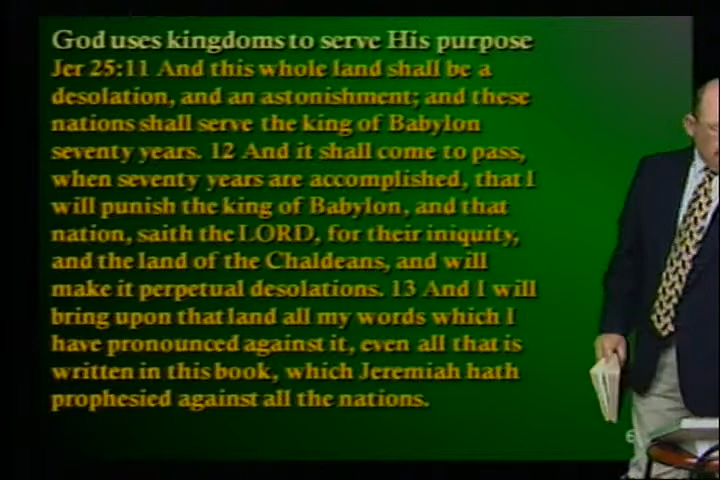 God uses kingdoms to serve His purpose
Jer 25:11 And this whole land shall be a
desolation, and an astonishment; and these
nations shall serve the king of Babylon
seventy years. 12 And it shall come to pass,
when seventy years are accomplished, that I
will punish the king of Babylon, and that
nation, saith the LORD, for their iniquity,
and the land of the Chaldeans, and will
make it perpetual desolations. 13 And I will
bring upon that land all my words which I
have pronounced against it, even all that is
written in this book, which Jeremiah hath
prophesied against all the nations.